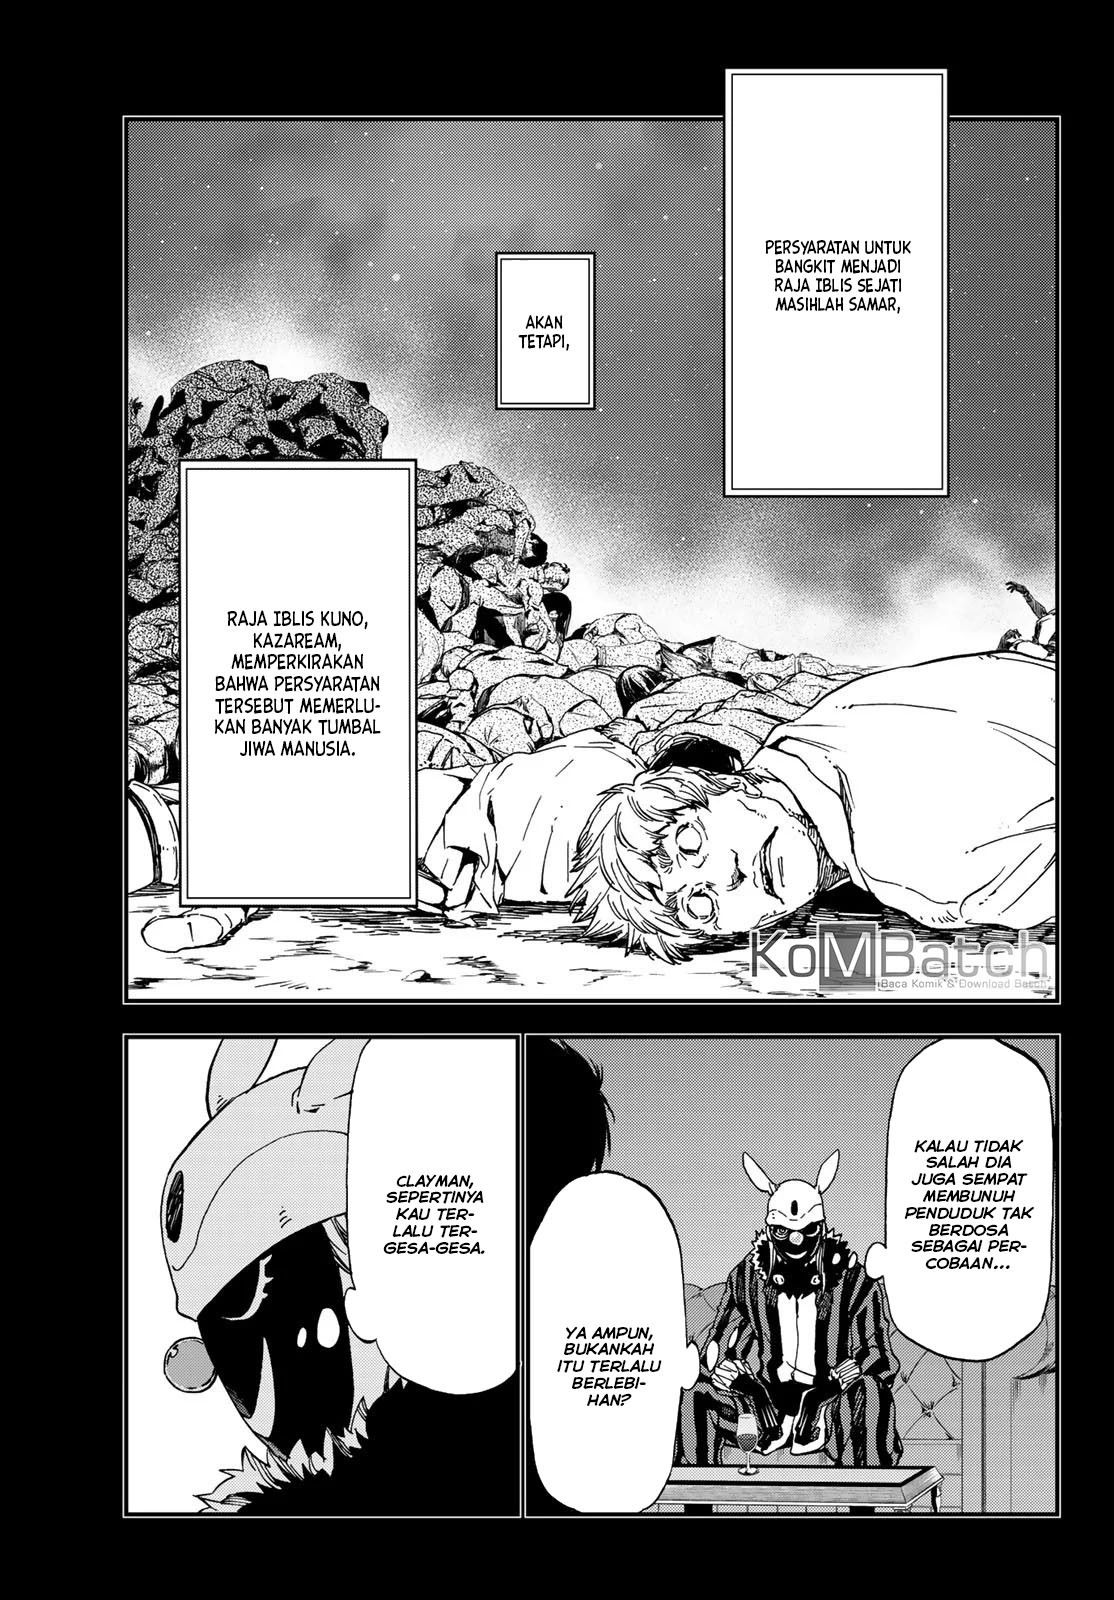 PERSYARATAN UNTUK
BANGKIT MENJADI
RAJA IBLIS SEJATI
MASIHLAH SAMAR,
AKAN
TETAPI,
RAJA IBLIS KUNO,
KAZAREAM,
MEMPERKIRAKAN
BAHWA PERSYARATAN
TERSEBUT MEMERLU-
KAN BANYAK TUMBAL
JIWA MANUSIA.
KoMBatch
Baca Komik & Download Batch
KALAU TIDAK
SALAH DIA
JUGA SEMPAT
MEMBUNUH
PENDUDUK TAK
BERDOSA
SEBAGAI PER-
COBAAN...
YA AMPUN,
BUKANKAH
ITU TERLALU
BERLEBI-
HAN?
CLAYMAN,
SEPERTINYA
KAU TER-
LALU TER-
GESA-GESA.